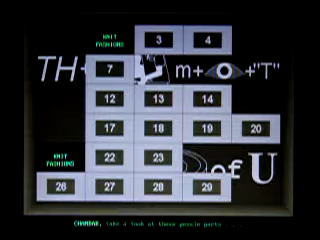 KNIT
FASHIONS
3
4
TH+
7
m+
+"T"
12
13
14
17
18
19
20
KNIT
FASHIONS
22
23
of U
26
27
28
29
CHANDAE, take a look at these puzzle parts ...